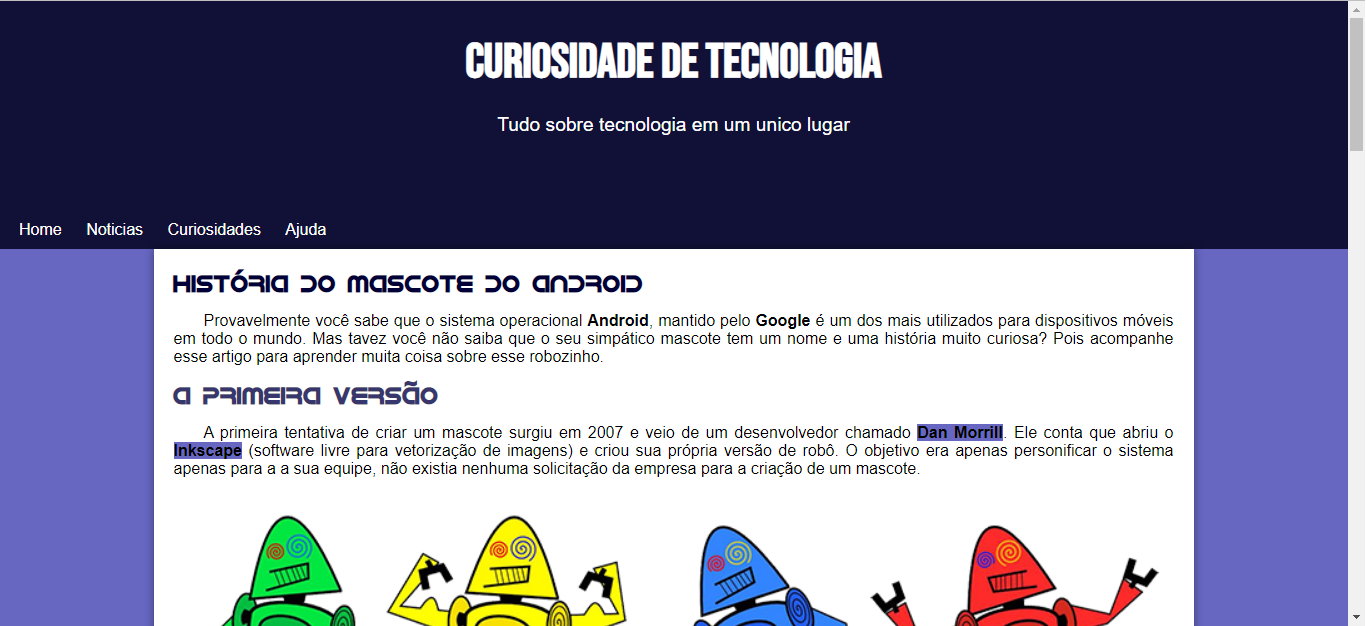 CURIOSIDADE DE TECNOLOGIA
Tudo sobre tecnologia em um unico lugar
Home Noticias Curiosidades Ajuda
História do mascote do Android
Provavelmente você sabe que o sistema operacional Android, mantido pelo Google é um dos mais utilizados para dispositivos móveis
em todo o mundo. Mas tavez você não saiba que o seu simpático mascote tem um nome e uma história muito curiosa? Pois acompanhe
esse artigo para aprender muita coisa sobre esse robozinho.
A primeira versão
A primeira tentativa de criar um mascote surgiu em 2007 e veio de um desenvolvedor chamado Dan Morrill. Ele conta que abriu o
Inkscape (software livre para vetorização de imagens) e criou sua própria versão de robô. O objetivo era apenas personificar o sistema
apenas para a a sua equipe, não existia nenhuma solicitação da empresa para a criação de um mascote.